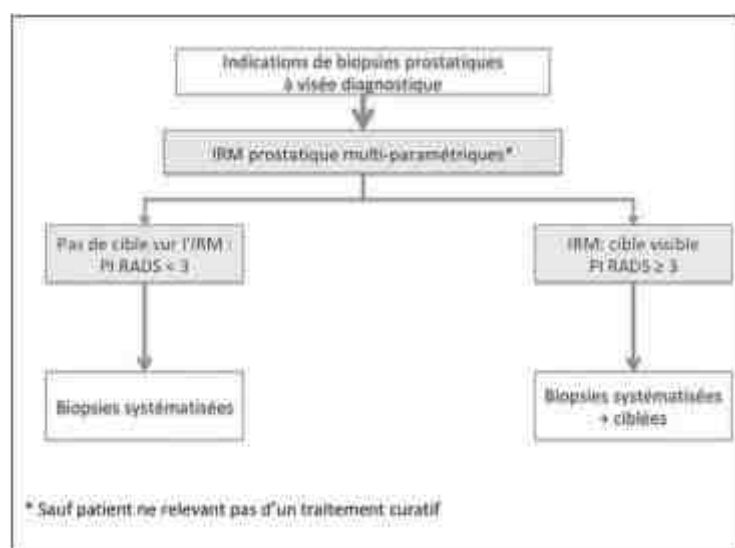 Indications de biopsies prostatiques
à visée diagnostique
IRM prostatique multi-paramétriques*
Pas de cible sur l'IRM :
PI RADS < 3
IRM: cible visible
PI RADS ≥ 3
Biopsies systématisées
Biopsies systématisées
+ ciblées
* Sauf patient ne relevant pas d'un traitement curatif